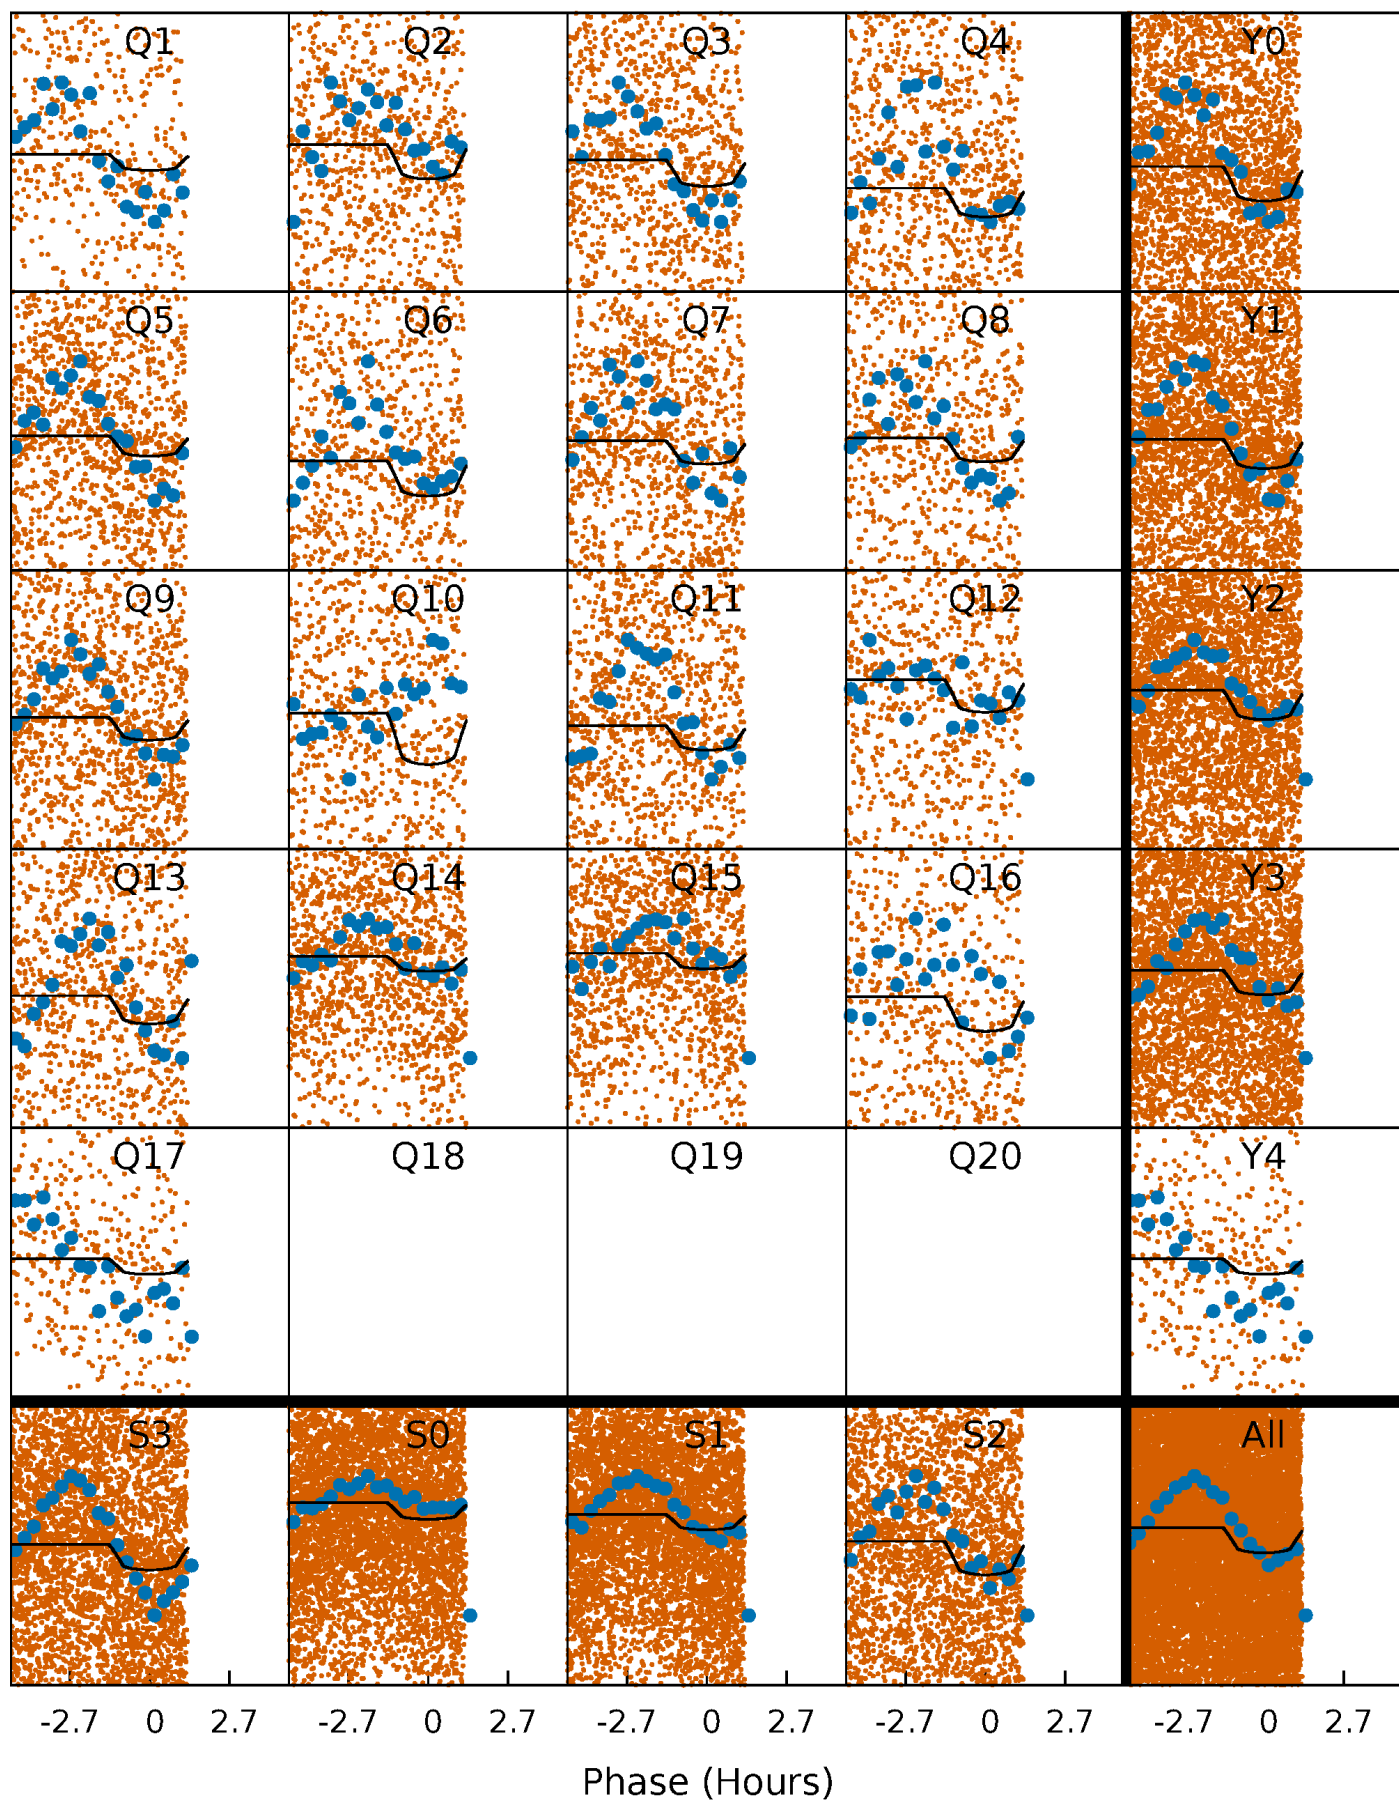 Q1 Q2 Q3 Q4 Y0
Q5 Q6 Q7 Q8 Y1
Q9 Q10 Q11 Q12 Y2
Q13 Q14 Q15 Q16 Y3
Q17 Q18 Q19 Q20 Y4
S3 S0 S1 S2 All
-2.7 0 2.7 -2.7 0 2.7 -2.7 0 2.7 -2.7 0 2.7 -2.7 0 2.7
Phase (Hours)